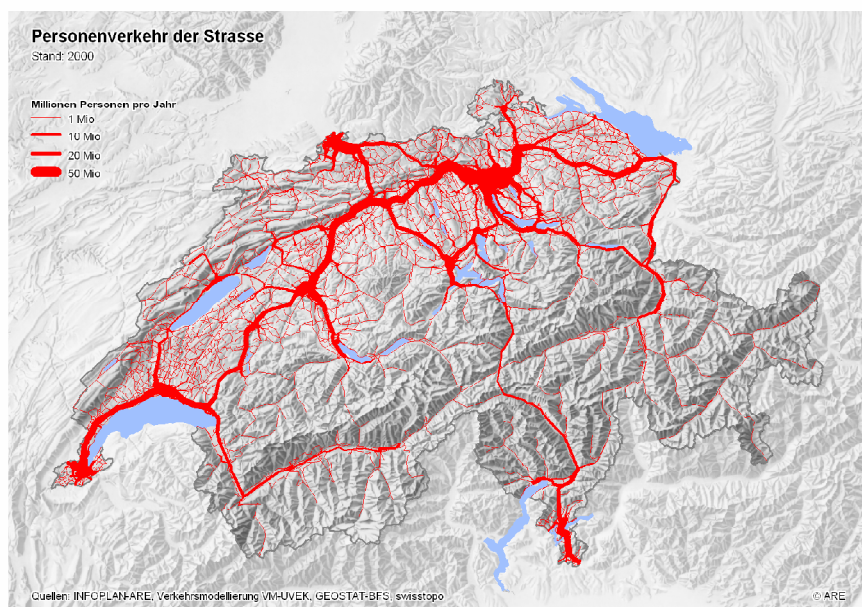 Personenverkehr der Strasse
Stand: 2000
Millionen Personen pro Jahr
1 Mio
10 Mio
20 Mio
50 Mio
Quellen: INFOPLAN-ARE, Verkehrsmodellierung VM-UVEK, GEOSTAT-BFS, swisstopo
© ARE